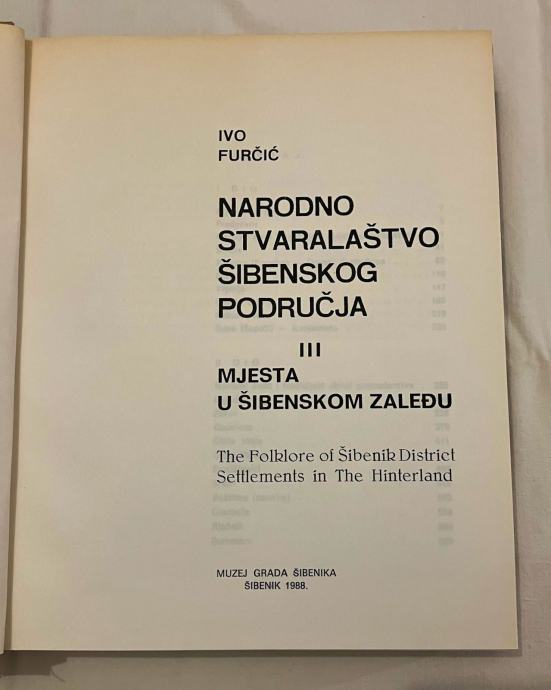 IVO
FURČIĆ
NARODNO
STVARALAŠTVO
ŠIBENSKOG
PODRUČJA
III
MJESTA
U ŠIBENSKOM ZALEĐU
The Folklore of Šibenik District
Settlements in The Hinterland
MUZEJ GRADA ŠIBENIKA
ŠIBENIK 1988.